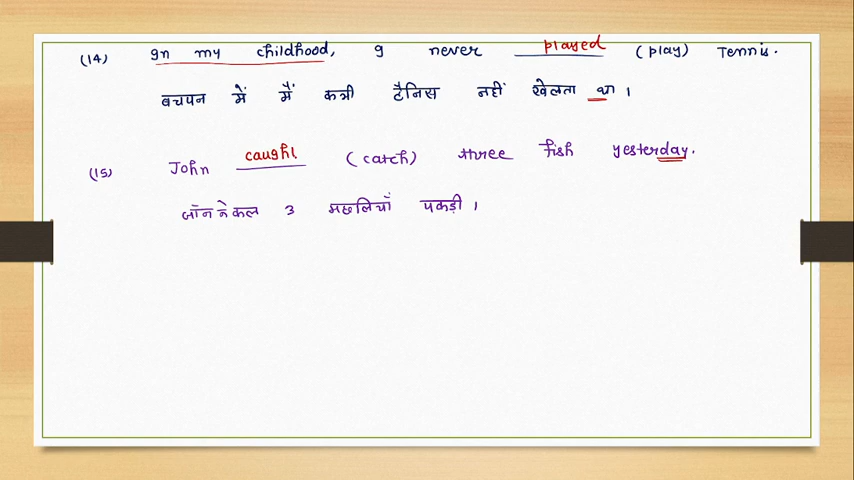 (14) In my childhood, I never played (play) Tennis.
बचपन में मैं कभी टैनिस नहीं खेलता था ।
(15) John caught (catch) three fish yesterday.
जॉन ने कल 3 मछलियाँ पकड़ी ।